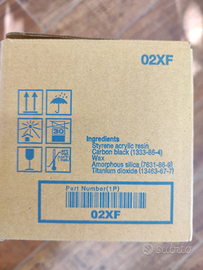 02XF
Ingredients
Styrene acrylic resin
Carbon black (1333-86-4)
Wax
Amorphous silica (7631-86-9)
Titanium dioxide (13463-67-7)
Part Number(1P)
02XF